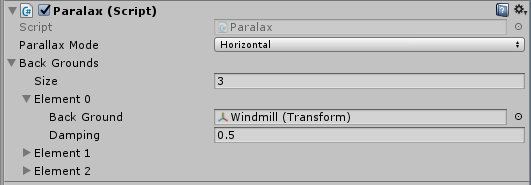 Paralax (Script)
Script Paralax
Parallax Mode Horizontal
Back Grounds
Size 3
Element 0
Back Ground Windmill (Transform)
Damping 0.5
Element 1
Element 2